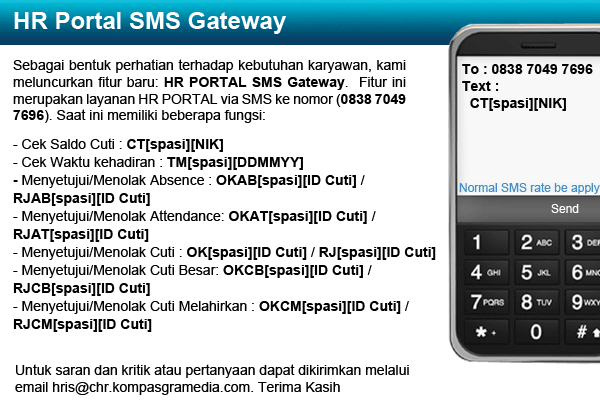 HR Portal SMS Gateway
Sebagai bentuk perhatian terhadap kebutuhan karyawan, kami
meluncurkan fitur baru: HR PORTAL SMS Gateway.  Fitur ini
merupakan layanan HR PORTAL via SMS ke nomor (0838 7049
7696). Saat ini memiliki beberapa fungsi:
- Cek Saldo Cuti : CT[spasi][NIK]
- Cek Waktu kehadiran : TM[spasi][DDMMYY]
- Menyetujui/Menolak Absence : OKAB[spasi][ID Cuti] /
RJAB[spasi][ID Cuti]
- Menyetujui/Menolak Attendance: OKAT[spasi][ID Cuti] /
RJAT[spasi][ID Cuti]
- Menyetujui/Menolak Cuti : OK[spasi][ID Cuti] / RJ[spasi][ID Cuti]
- Menyetujui/Menolak Cuti Besar: OKCB[spasi][ID Cuti] /
RJCB[spasi][ID Cuti]
- Menyetujui/Menolak Cuti Melahirkan : OKCM[spasi][ID Cuti] /
RJCM[spasi][ID Cuti]
Untuk saran dan kritik atau pertanyaan dapat dikirimkan melalui
email hris@chr.kompasgramedia.com. Terima Kasih
To : 0838 7049 7696
Text :
CT[spasi][NIK]
Normal SMS rate be apply
Send
1 2 ABC 3 DEF
4 GHI 5 JKL 6 MNO
7 PQRS 8 TUV 9 WXY
* + 0 #